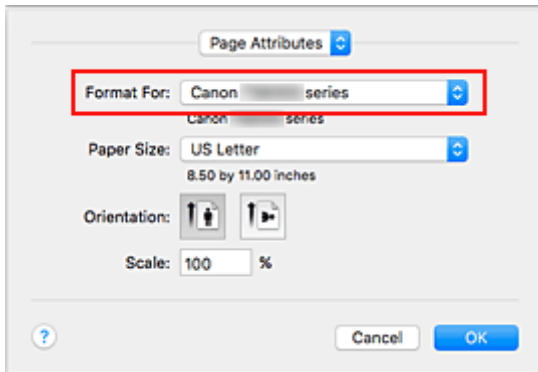 Page Attributes
Format For: Canon series
Canon series
Paper Size: US Letter
8.50 by 11.00 inches
Orientation:
Scale: 100 %
? Cancel OK